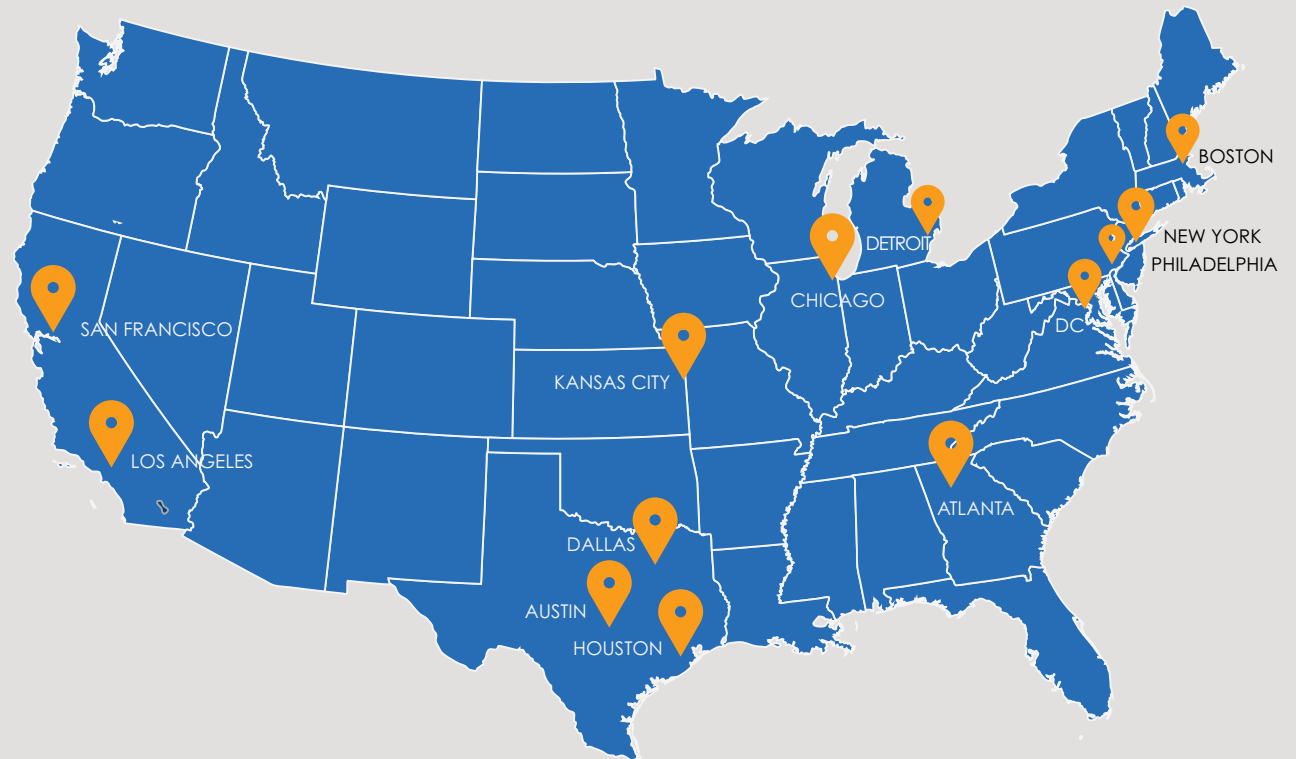 BOSTON
NEW YORK
DETROIT
PHILADELPHIA
CHICAGO
DC
SAN FRANCISCO
KANSAS CITY
LOS ANGELES
ATLANTA
DALLAS
AUSTIN
HOUSTON